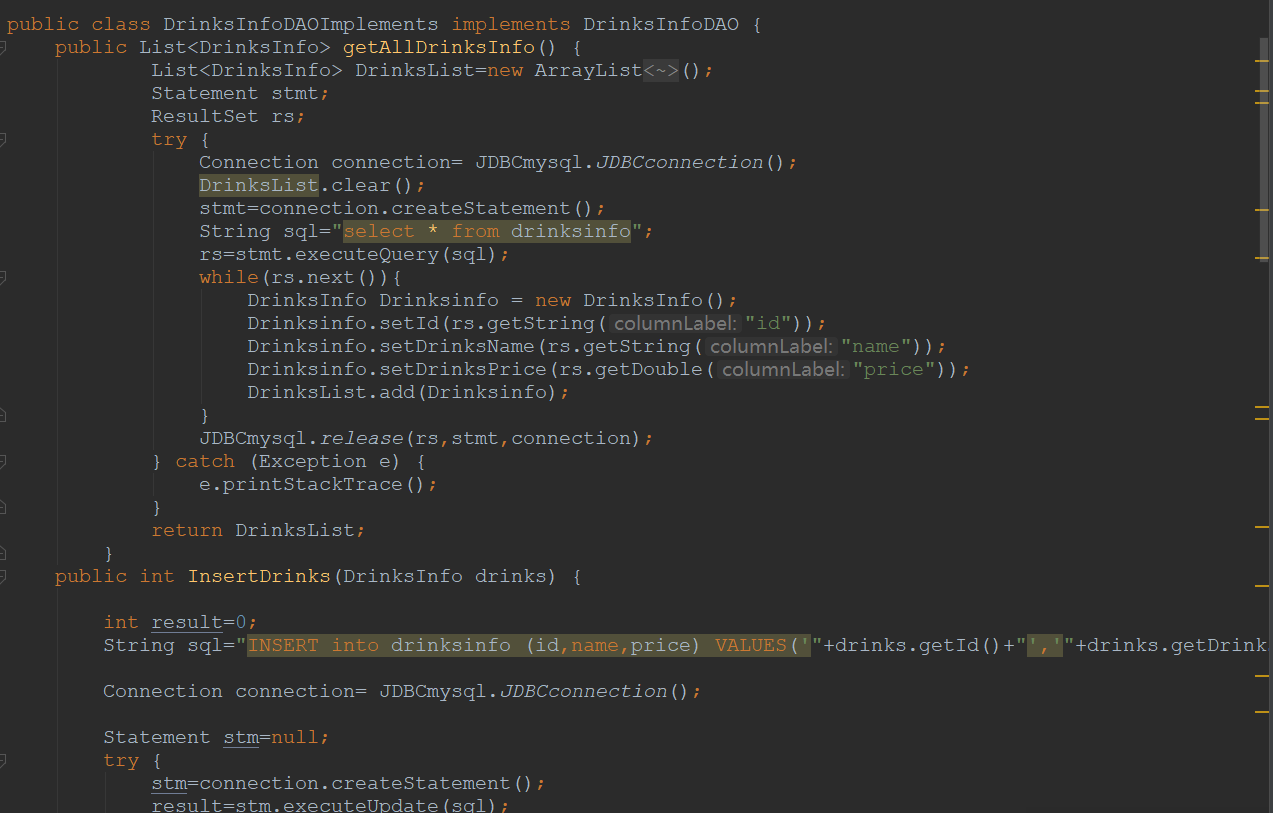 public class DrinksInfoDAOImplements implements DrinksInfoDAO {
public List<DrinksInfo> getAllDrinksInfo() {
List<DrinksInfo> DrinksList=new ArrayList<~>();
Statement stmt;
ResultSet rs;
try {
Connection connection= JDBCmysql.JDBCconnection();
DrinksList.clear();
stmt=connection.createStatement();
String sql="select * from drinksinfo";
rs=stmt.executeQuery(sql);
while(rs.next()){
DrinksInfo Drinksinfo = new DrinksInfo();
Drinksinfo.setId(rs.getString( columnLabel: "id"));
Drinksinfo.setDrinksName(rs.getString( columnLabel: "name"));
Drinksinfo.setDrinksPrice(rs.getDouble( columnLabel: "price"));
DrinksList.add(Drinksinfo);
}
JDBCmysql.release(rs,stmt,connection);
} catch (Exception e) {
e.printStackTrace();
}
return DrinksList;
}
public int InsertDrinks(DrinksInfo drinks) {
int result=0;
String sql="INSERT into drinksinfo (id,name,price) VALUES('"+drinks.getId()+"','"+drinks.getDrink
Connection connection= JDBCmysql.JDBCconnection();
Statement stm=null;
try {
stm=connection.createStatement();
result=stm.executeUpdate(sql);